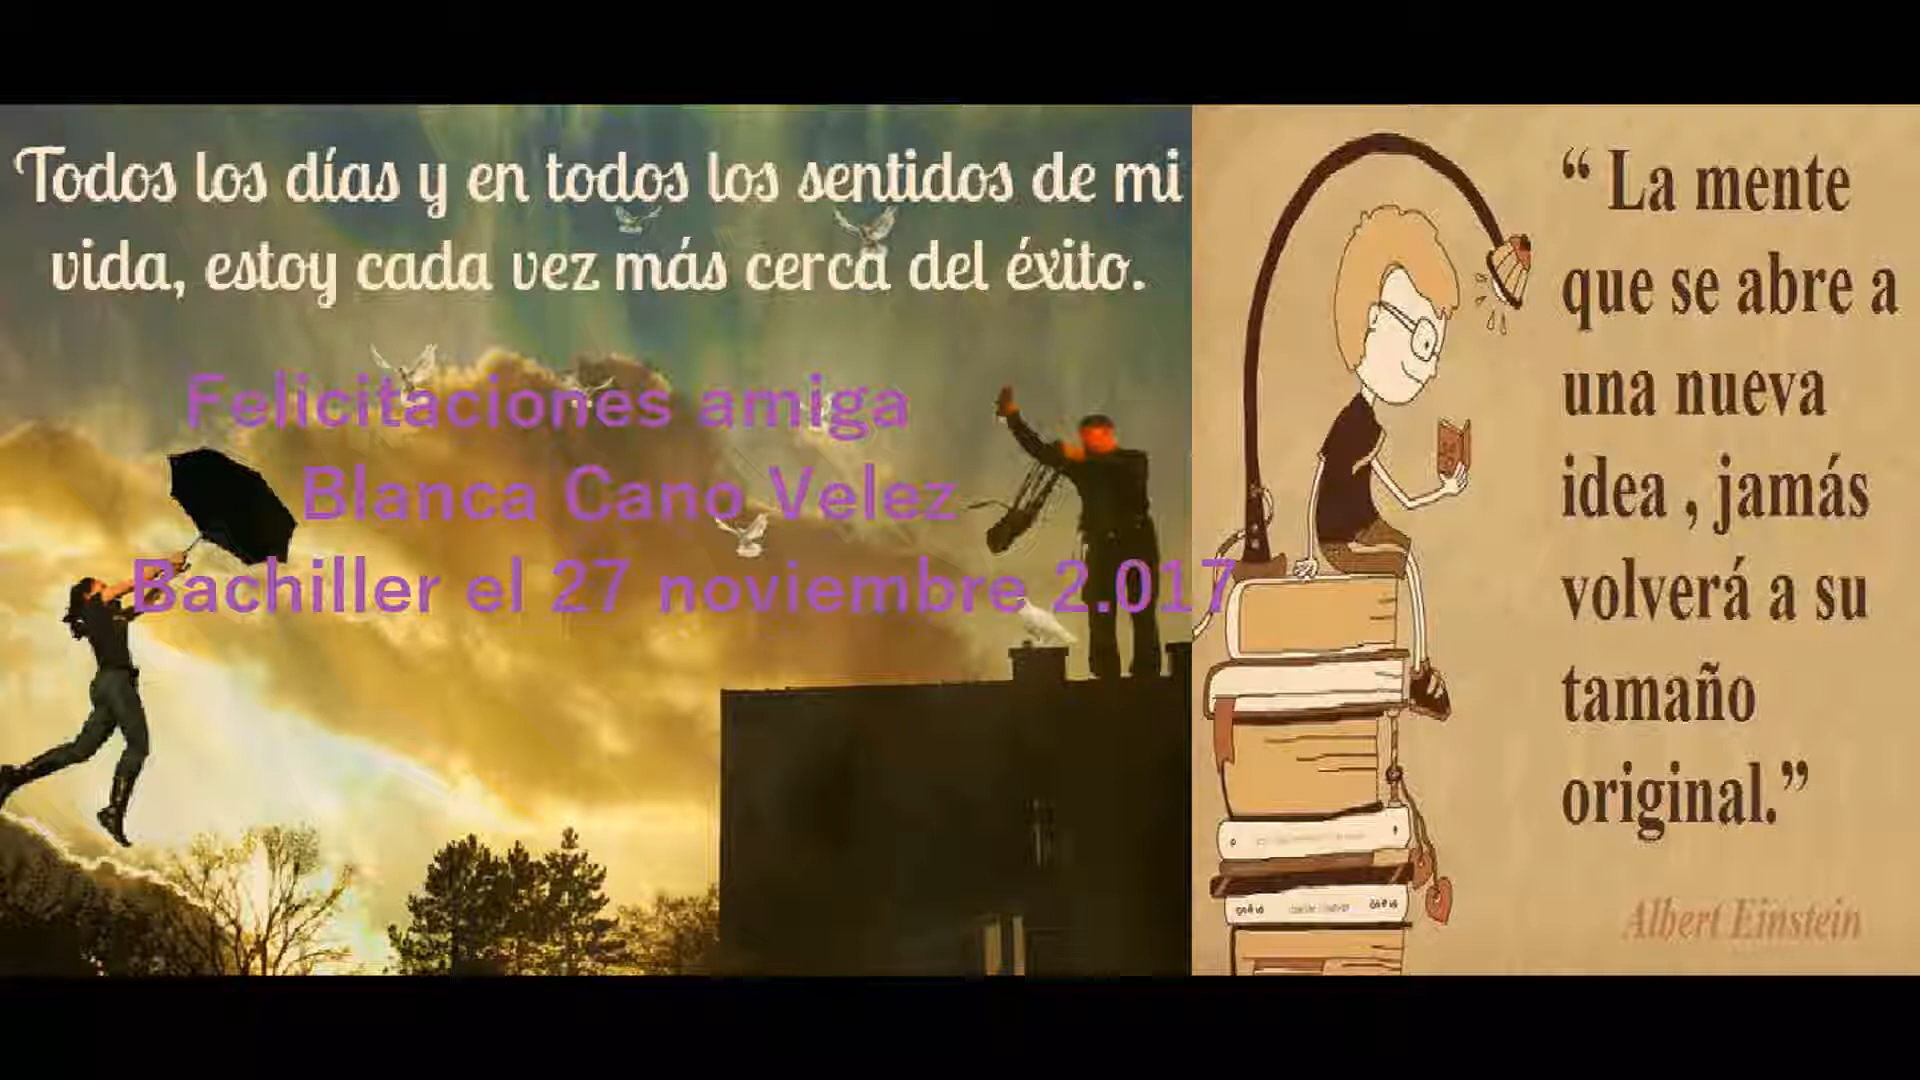 Todos los días y en todos los sentidos de mi
vida, estoy cada vez más cerca del éxito.
Felicitaciones amiga
Blanca Cano Velez
Bachiller el 27 noviembre 2.017
“ La mente
que se abre a
una nueva
idea , jamás
volverá a su
tamaño
original.”
Albert Einstein